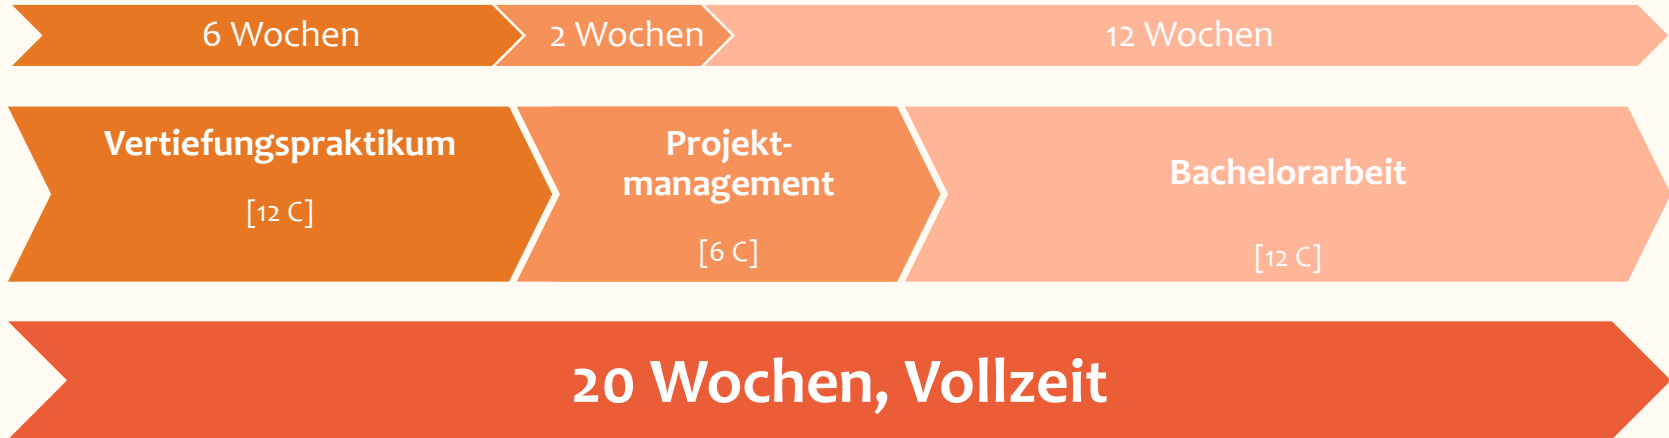 6 Wochen
2 Wochen
12 Wochen
Vertiefungspraktikum
[12 C]
Projekt-
management
[6 C]
Bachelorarbeit
[12 C]
20 Wochen, Vollzeit